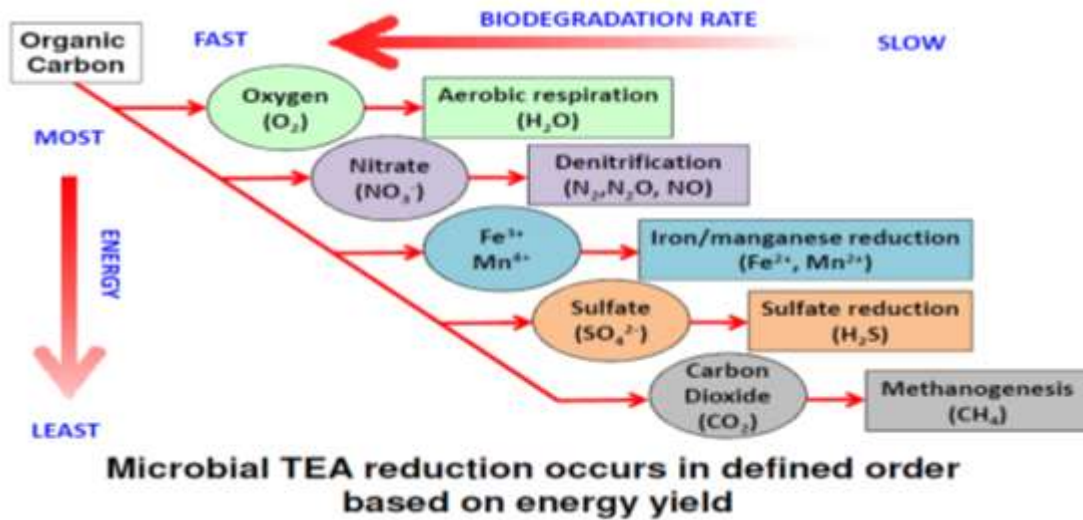 BIODEGRADATION RATE
Organic
Carbon
FAST
SLOW
Oxygen
(O₂)
Aerobic respiration
(H₂O)
MOST
Nitrate
(NO₃⁻)
Denitrification
(N₂,N₂O, NO)
ENERGY
Fe³⁺
Mn⁴⁺
Iron/manganese reduction
(Fe²⁺, Mn²⁺)
Sulfate
(SO₄²⁻)
Sulfate reduction
(H₂S)
Carbon
Dioxide
(CO₂)
Methanogenesis
(CH₄)
LEAST
Microbial TEA reduction occurs in defined order
based on energy yield